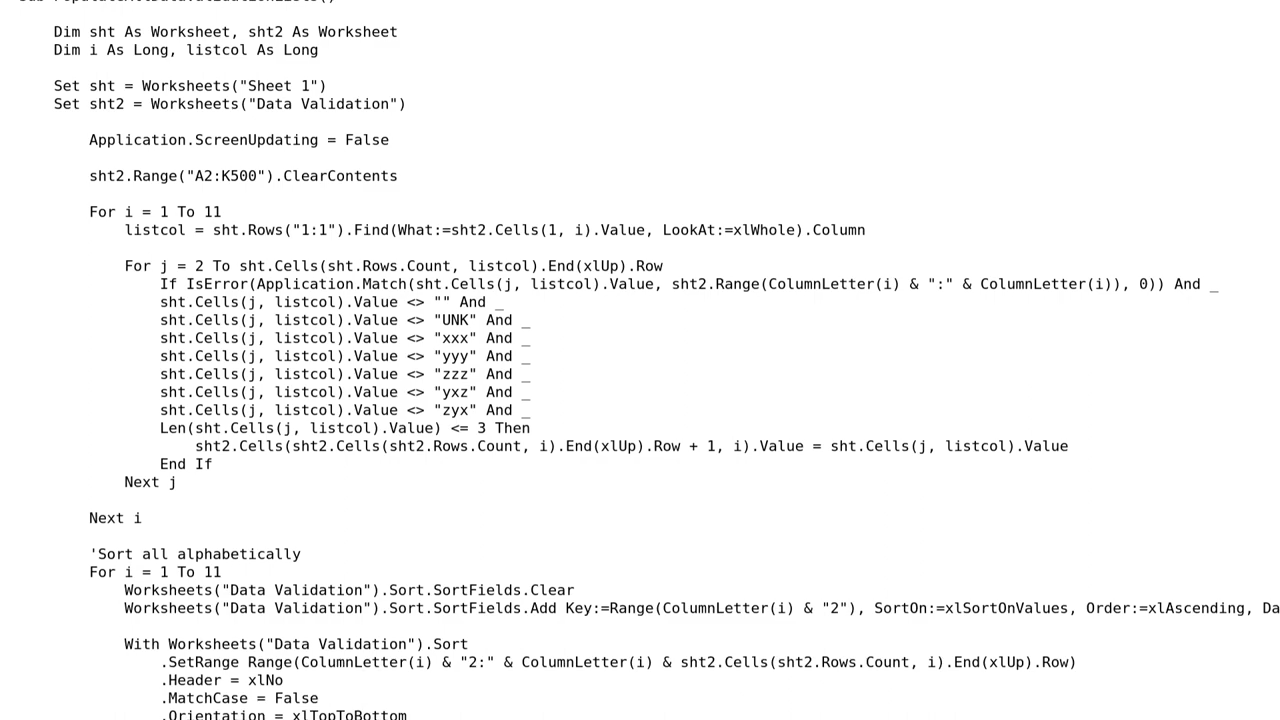 Dim sht As Worksheet, sht2 As Worksheet
Dim i As Long, listcol As Long
Set sht = Worksheets("Sheet 1")
Set sht2 = Worksheets("Data Validation")
Application.ScreenUpdating = False
sht2.Range("A2:K500").ClearContents
For i = 1 To 11
listcol = sht.Rows("1:1").Find(What:=sht2.Cells(1, i).Value, LookAt:=xlWhole).Column
For j = 2 To sht.Cells(sht.Rows.Count, listcol).End(xlUp).Row
If IsError(Application.Match(sht.Cells(j, listcol).Value, sht2.Range(ColumnLetter(i) & ":" & ColumnLetter(i)), 0)) And _
sht.Cells(j, listcol).Value <> "" And _
sht.Cells(j, listcol).Value <> "UNK" And _
sht.Cells(j, listcol).Value <> "xxx" And _
sht.Cells(j, listcol).Value <> "yyy" And _
sht.Cells(j, listcol).Value <> "zzz" And _
sht.Cells(j, listcol).Value <> "yxz" And _
sht.Cells(j, listcol).Value <> "zyx" And _
Len(sht.Cells(j, listcol).Value) <= 3 Then
sht2.Cells(sht2.Cells(sht2.Rows.Count, i).End(xlUp).Row + 1, i).Value = sht.Cells(j, listcol).Value
End If
Next j
Next i
'Sort all alphabetically
For i = 1 To 11
Worksheets("Data Validation").Sort.SortFields.Clear
Worksheets("Data Validation").Sort.SortFields.Add Key:=Range(ColumnLetter(i) & "2"), SortOn:=xlSortOnValues, Order:=xlAscending, Da
With Worksheets("Data Validation").Sort
.SetRange Range(ColumnLetter(i) & "2:" & ColumnLetter(i) & sht2.Cells(sht2.Rows.Count, i).End(xlUp).Row)
.Header = xlNo
.MatchCase = False
.Orientation = xlTopToBottom